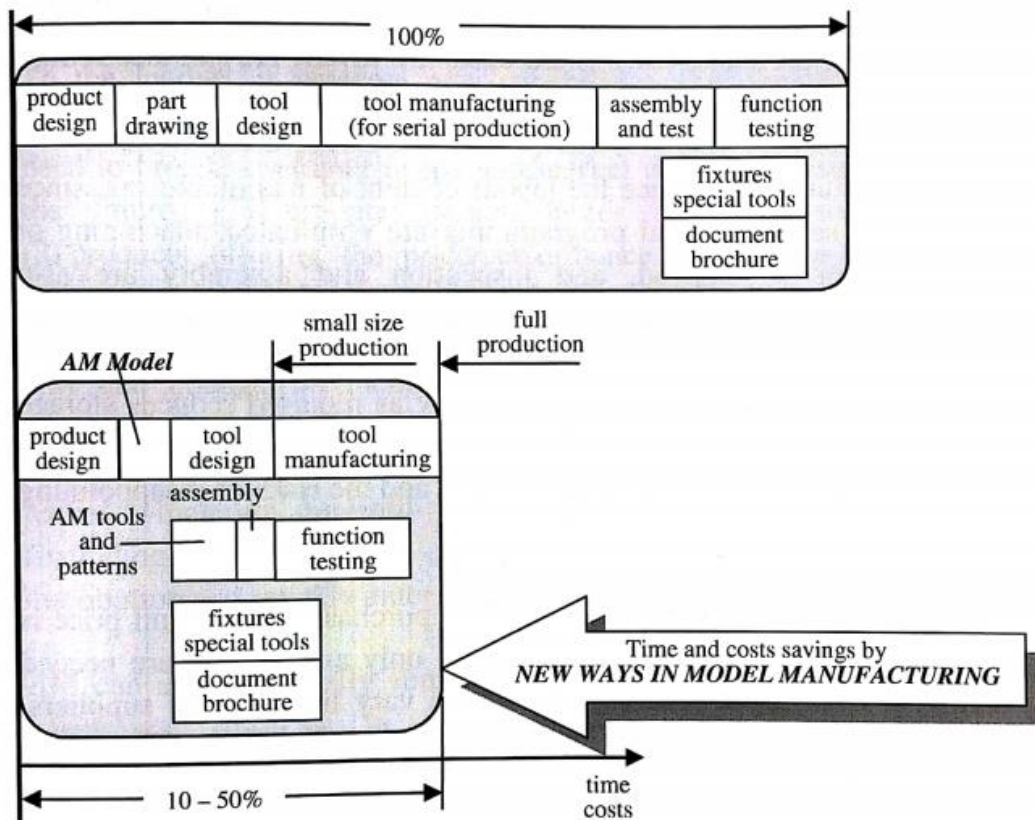 100%
product
design
part
drawing
tool
design
tool manufacturing
(for serial production)
assembly
and test
function
testing
fixtures
special tools
document
brochure
small size
production
full
production
AM Model
product
design
tool
design
tool
manufacturing
assembly
AM tools
and
patterns
function
testing
fixtures
special tools
document
brochure
Time and costs savings by
NEW WAYS IN MODEL MANUFACTURING
time
costs
10 – 50%